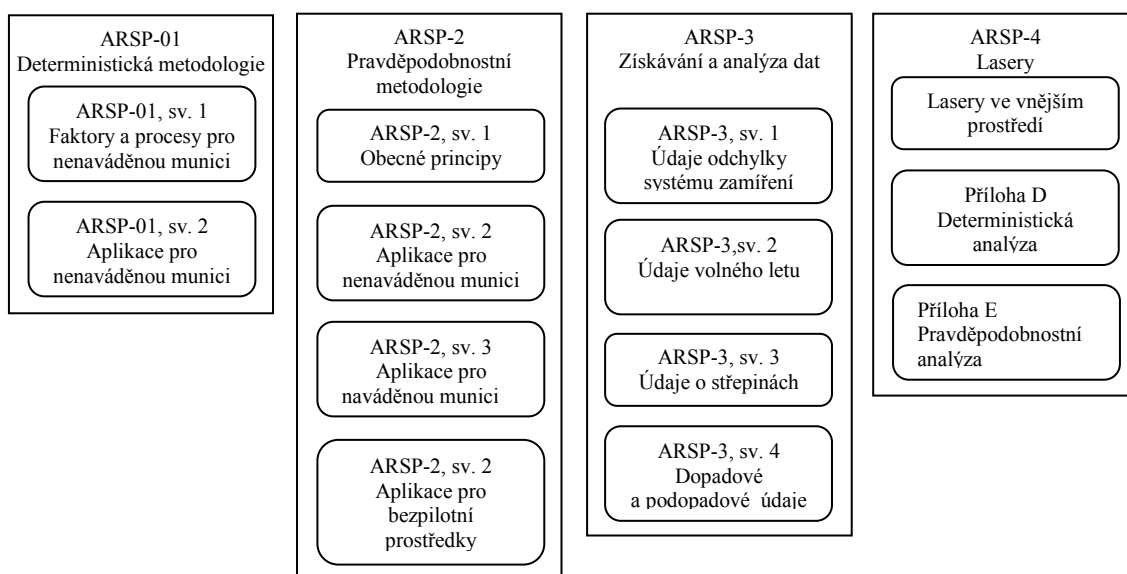 ARSP-01
Deterministická metodologie
ARSP-01, sv. 1
Faktory a procesy pro
nenaváděnou munici
ARSP-01, sv. 2
Aplikace pro
nenaváděnou munici
ARSP-2
Pravděpodobnostní
metodologie
ARSP-2, sv. 1
Obecné principy
ARSP-2, sv. 2
Aplikace pro
nenaváděnou munici
ARSP-2, sv. 3
Aplikace pro
naváděnou munici
ARSP-2, sv. 2
Aplikace pro
bezpilotní
prostředky
ARSP-3
Získávání a analýza dat
ARSP-3, sv. 1
Údaje odchylky
systému zamíření
ARSP-3,sv. 2
Údaje volného letu
ARSP-3, sv. 3
Údaje o střepinách
ARSP-3, sv. 4
Dopadové
a podopadové údaje
ARSP-4
Lasery
Lasery ve vnějším
prostředí
Příloha D
Deterministická
analýza
Příloha E
Pravděpodobnostní
analýza